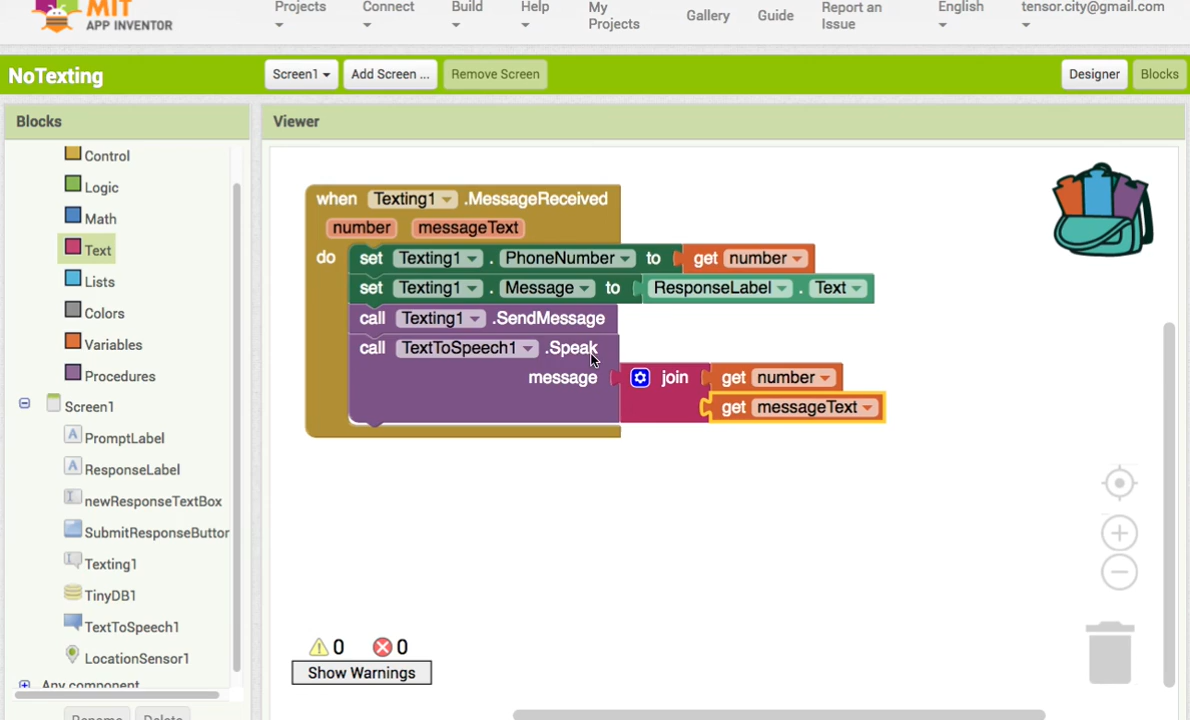 MIT
APP INVENTOR
Projects
Connect
Build
Help
My
Projects
Gallery
Guide
Report an
Issue
English
tensor.city@gmail.com
NoTexting
Screen1
Add Screen ...
Remove Screen
Designer
Blocks
Blocks
Viewer
Control
Logic
Math
Text
Lists
Colors
Variables
Procedures
Screen1
PromptLabel
ResponseLabel
newResponseTextBox
SubmitResponseButtor
Texting1
TinyDB1
TextToSpeech1
LocationSensor1
Any component
Rename
Delete
when Texting1 .MessageReceived
number messageText
do set Texting1 . PhoneNumber to get number
set Texting1 . Message to ResponseLabel . Text
call Texting1 .SendMessage
call TextToSpeech1 .Speak
message join get number
get messageText
0 0
Show Warnings